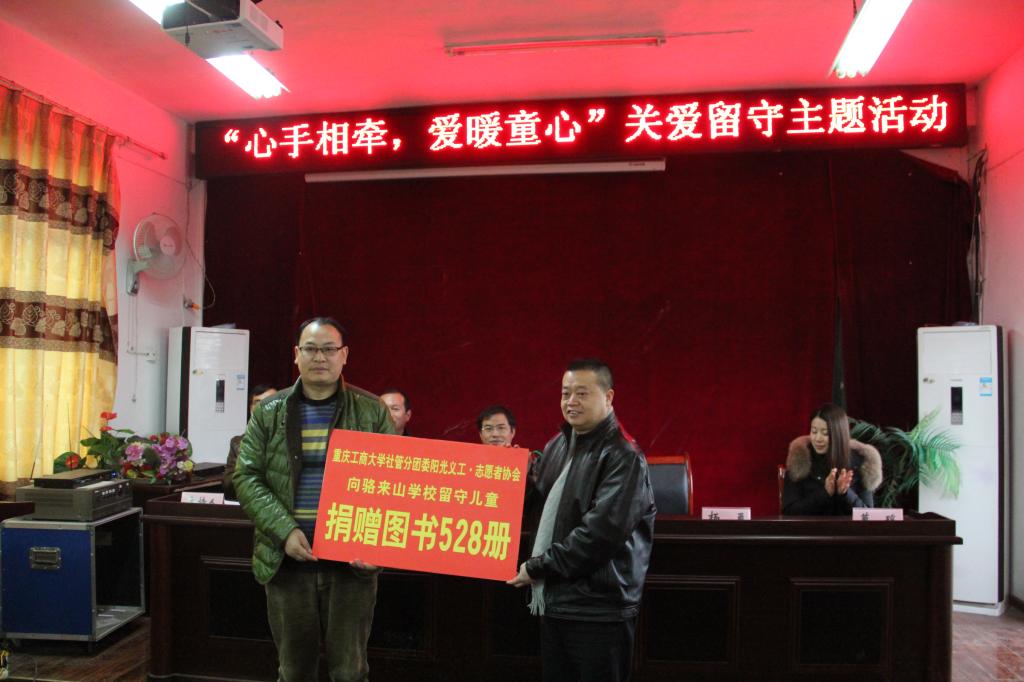 “心手相牵，爱暖童心”关爱留守主题活动
重庆工商大学社管分团委阳光义工·志愿者协会
向骆来山学校留守儿童
捐赠图书528册